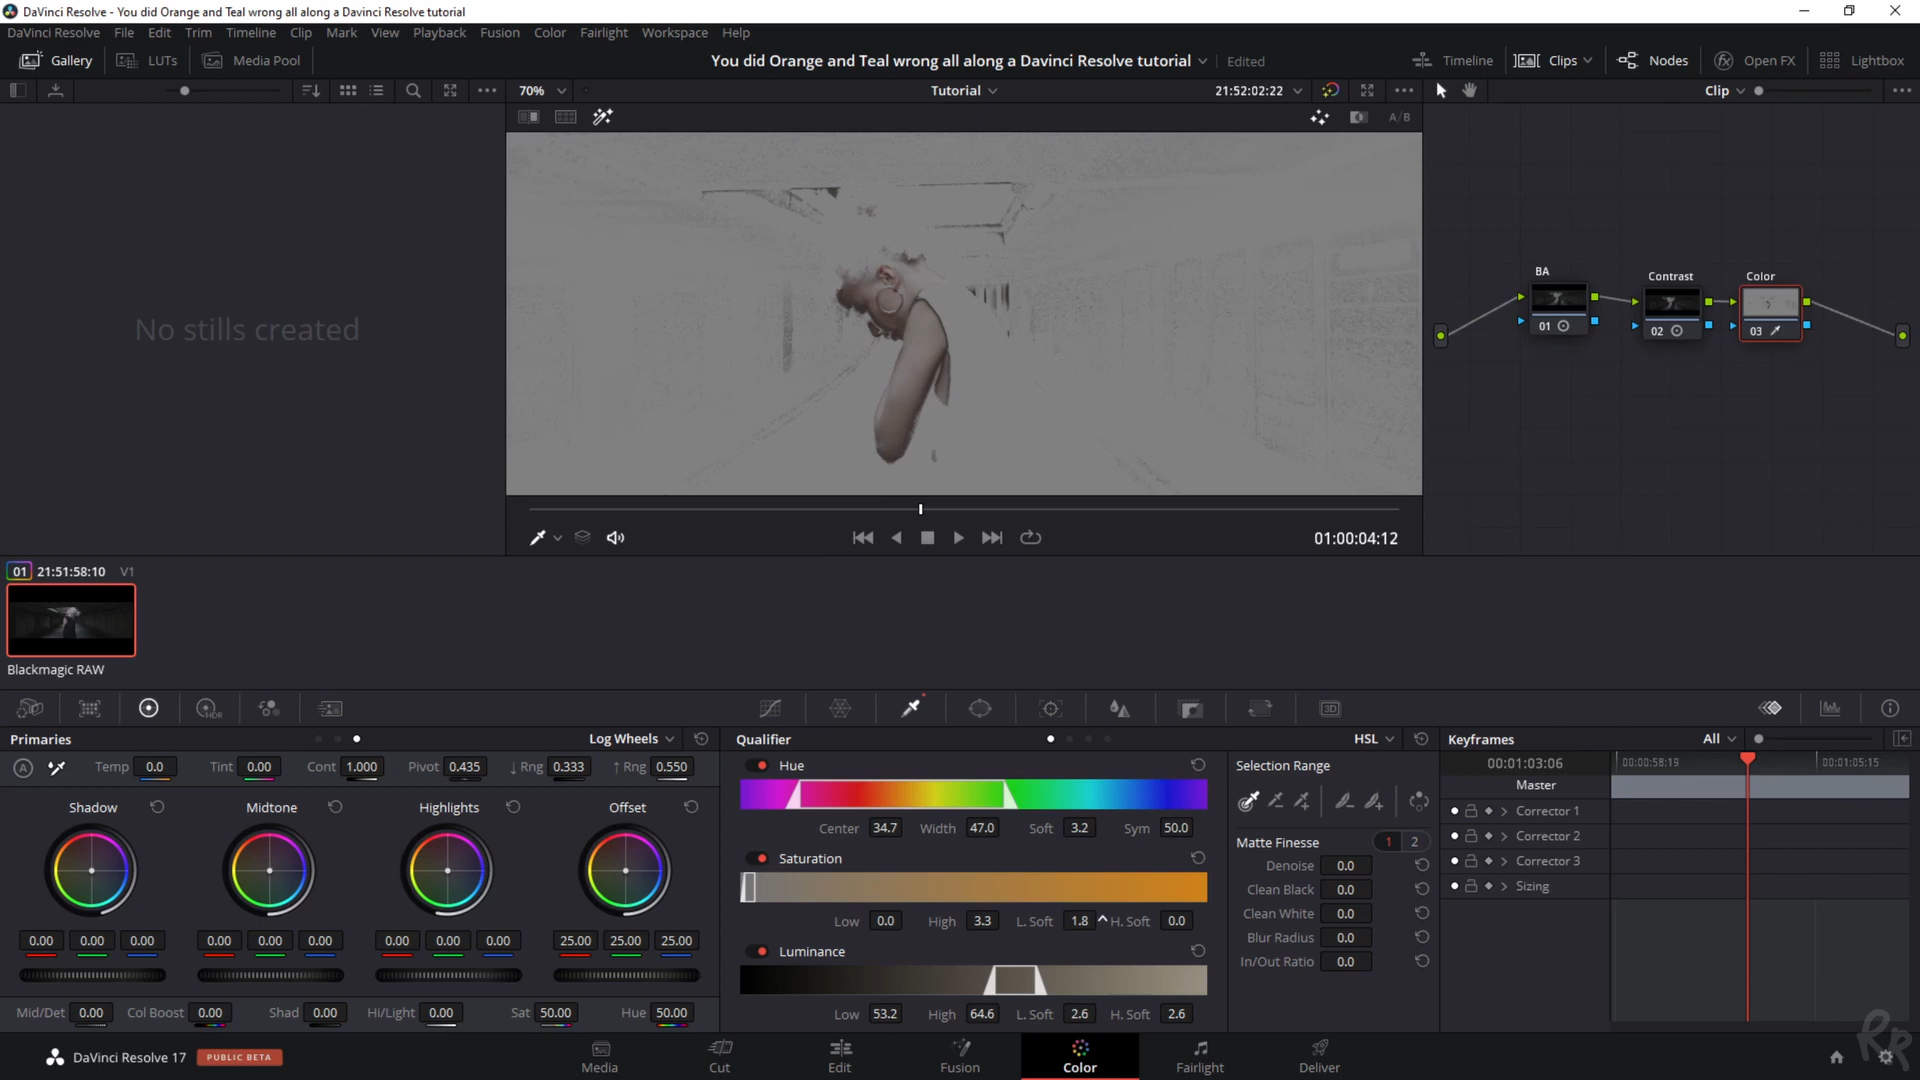 DaVinci Resolve - You did Orange and Teal wrong all along a Davinci Resolve tutorial
DaVinci Resolve File Edit Trim Timeline Clip Mark View Playback Fusion Color Fairlight Workspace Help
Gallery LUTs Media Pool You did Orange and Teal wrong all along a Davinci Resolve tutorial Edited Timeline Clips Nodes Open FX Lightbox
70% Tutorial 21:52:02:22 Clip
A/B
No stills created
BA Contrast Color
01 02 03
01:00:04:12
01 21:51:58:10 V1
Blackmagic RAW
HDR 3D
Primaries Log Wheels Qualifier HSL Keyframes All
A Temp 0.0 Tint 0.00 Cont 1.000 Pivot 0.435 ↓ Rng 0.333 ↑ Rng 0.550
Hue Selection Range
00:00:58:19 00:01:05:15
00:01:03:06
Master
Shadow Midtone Highlights Offset
Corrector 1
Center 34.7 Width 47.0 Soft 3.2 Sym 50.0
Corrector 2
Matte Finesse 1 2
Saturation
Corrector 3
Denoise 0.0
Sizing
Clean Black 0.0
Clean White 0.0
Low 0.0 High 3.3 L. Soft 1.8 H. Soft 0.0
Blur Radius 0.0
0.00 0.00 0.00 0.00 0.00 0.00 0.00 0.00 0.00 25.00 25.00 25.00
Luminance
In/Out Ratio 0.0
Mid/Det 0.00 Col Boost 0.00 Shad 0.00 Hi/Light 0.00 Sat 50.00 Hue 50.00
Low 53.2 High 64.6 L. Soft 2.6 H. Soft 2.6
RR
DaVinci Resolve 17 PUBLIC BETA
Media Cut Edit Fusion Color Fairlight Deliver